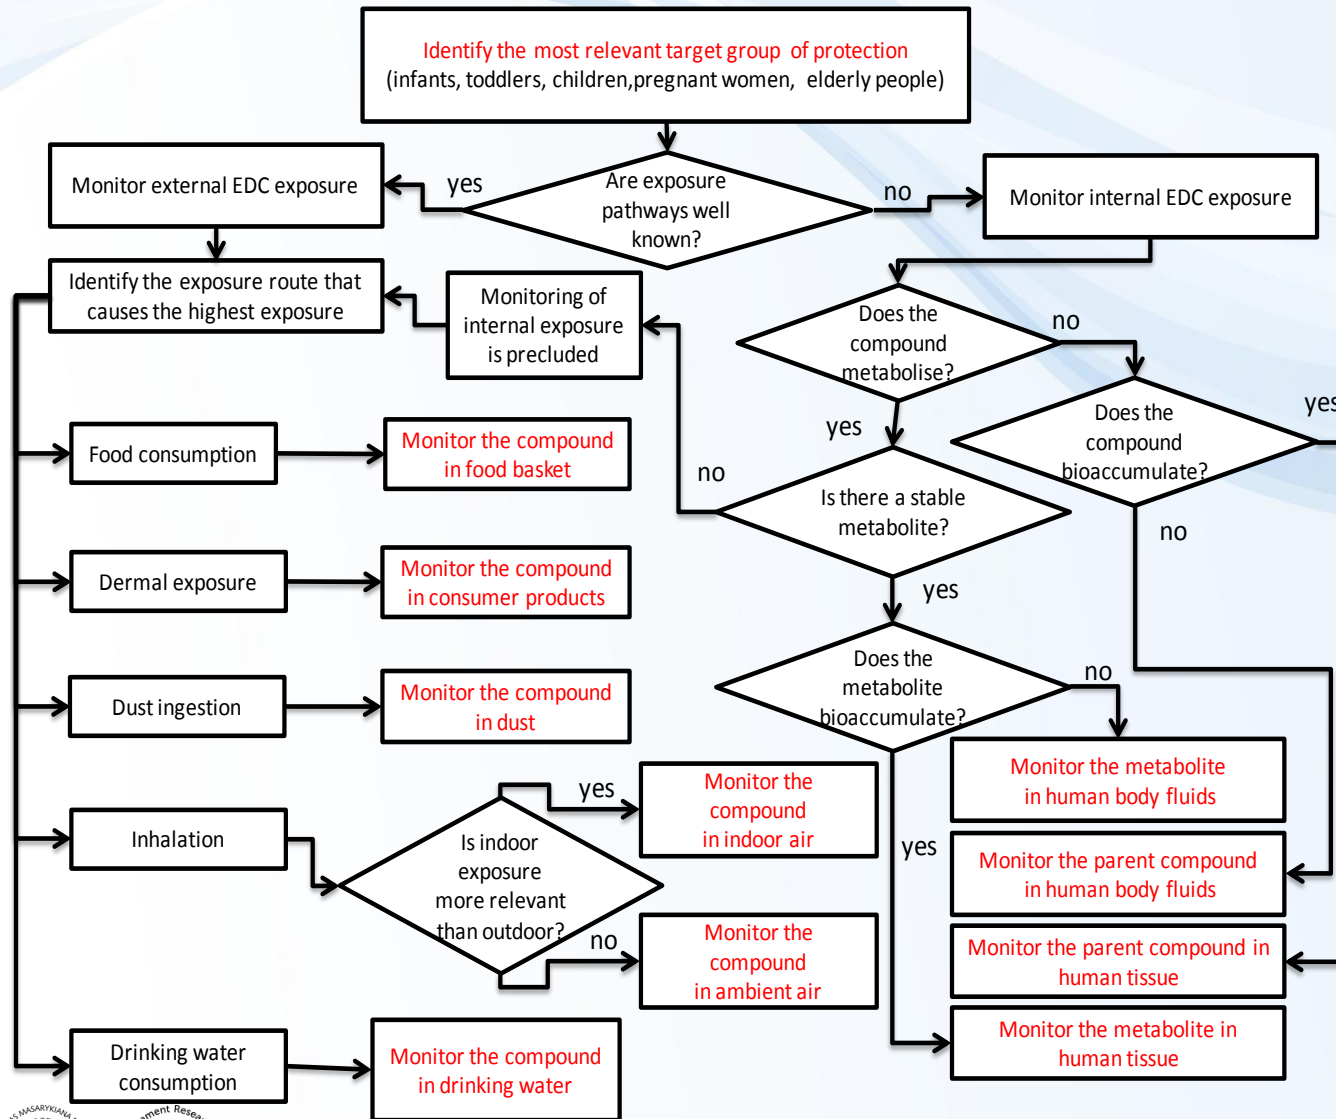 Identify the most relevant target group of protection
(infants, toddlers, children,pregnant women, elderly people)
Monitor external EDC exposure
yes
Are exposure
pathways well
known?
no
Monitor internal EDC exposure
Identify the exposure route that
causes the highest exposure
Monitoring of
internal exposure
is precluded
Does the
compound
metabolise?
no
yes
Does the
compound
bioaccumulate?
yes
no
Food consumption
Monitor the compound
in food basket
no
Is there a stable
metabolite?
yes
Dermal exposure
Monitor the compound
in consumer products
Does the
metabolite
bioaccumulate?
no
yes
Dust ingestion
Monitor the compound
in dust
Monitor the metabolite
in human body fluids
Inhalation
Is indoor
exposure
more relevant
than outdoor?
yes
Monitor the
compound
in indoor air
Monitor the parent compound
in human body fluids
no
Monitor the
compound
in ambient air
Monitor the parent compound in
human tissue
Monitor the metabolite in
human tissue
Drinking water
consumption
Monitor the compound
in drinking water
MASARYKIANA